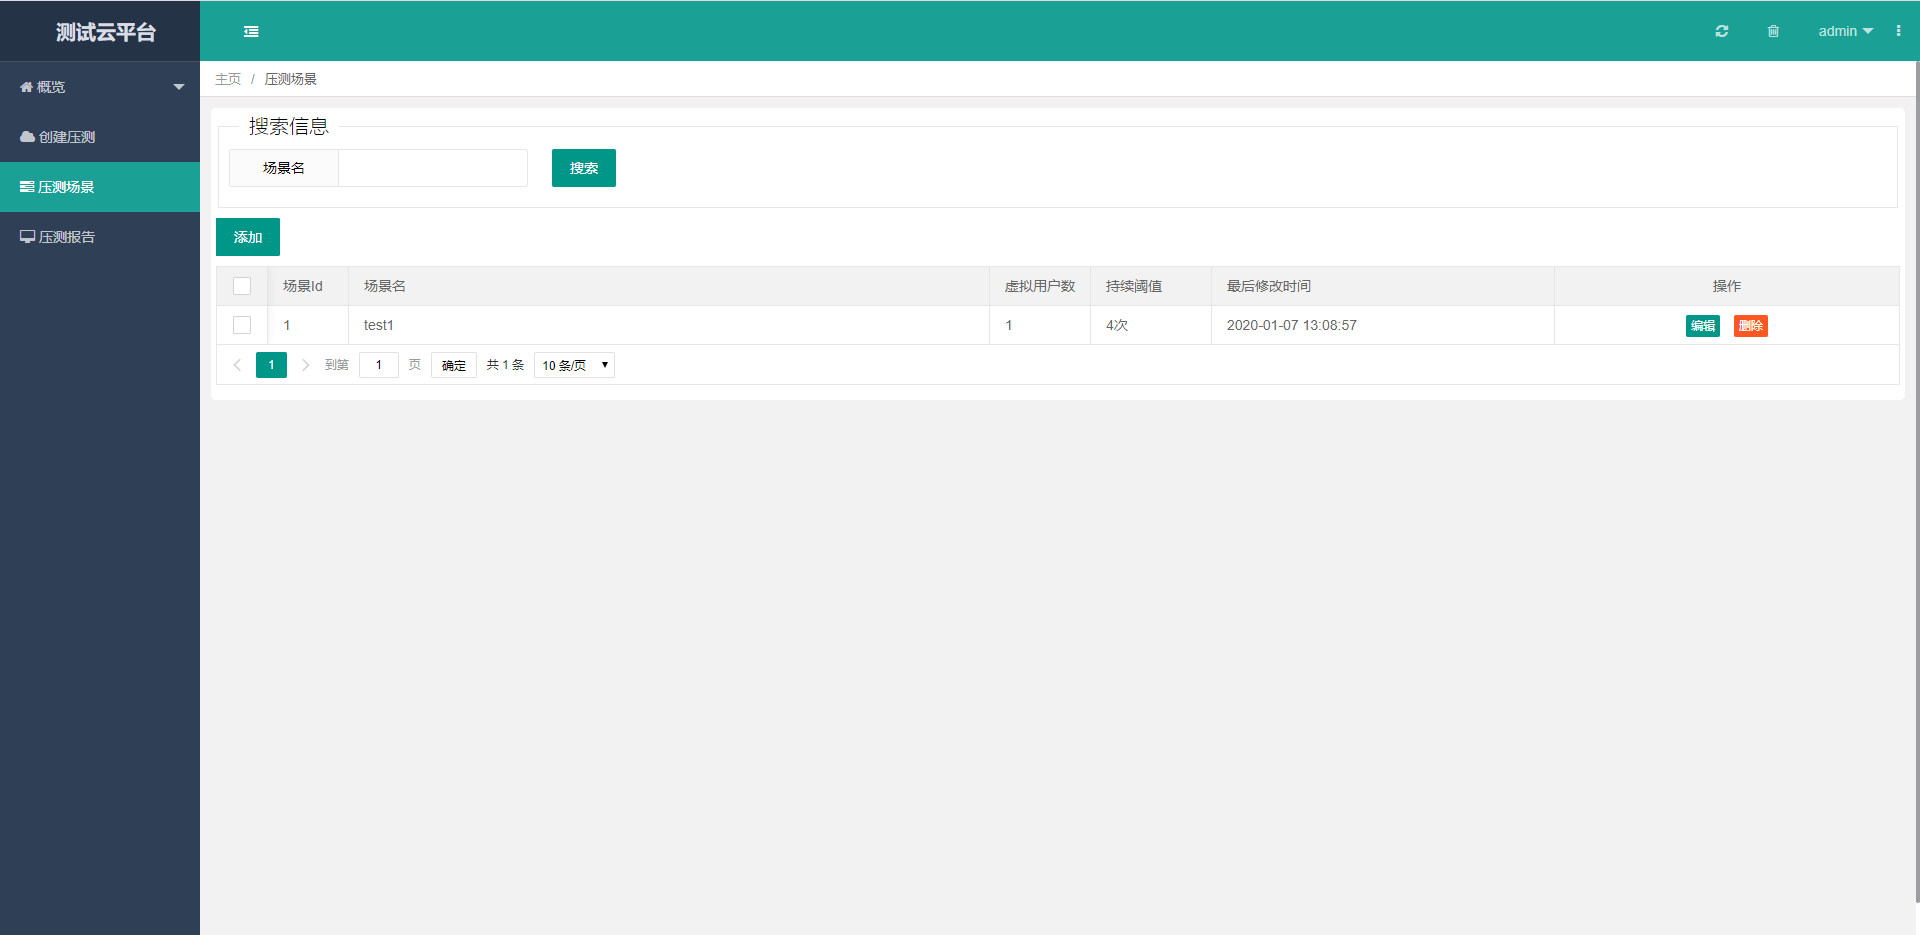 测试云平台
admin
概览
创建压测
压测场景
压测报告
主页 / 压测场景
搜索信息
场景名 搜索
添加
场景Id 场景名 虚拟用户数 持续阈值 最后修改时间 操作
1 test1 1 4次 2020-01-07 13:08:57 编辑 删除
1 到第 1 页 确定 共 1 条 10 条/页